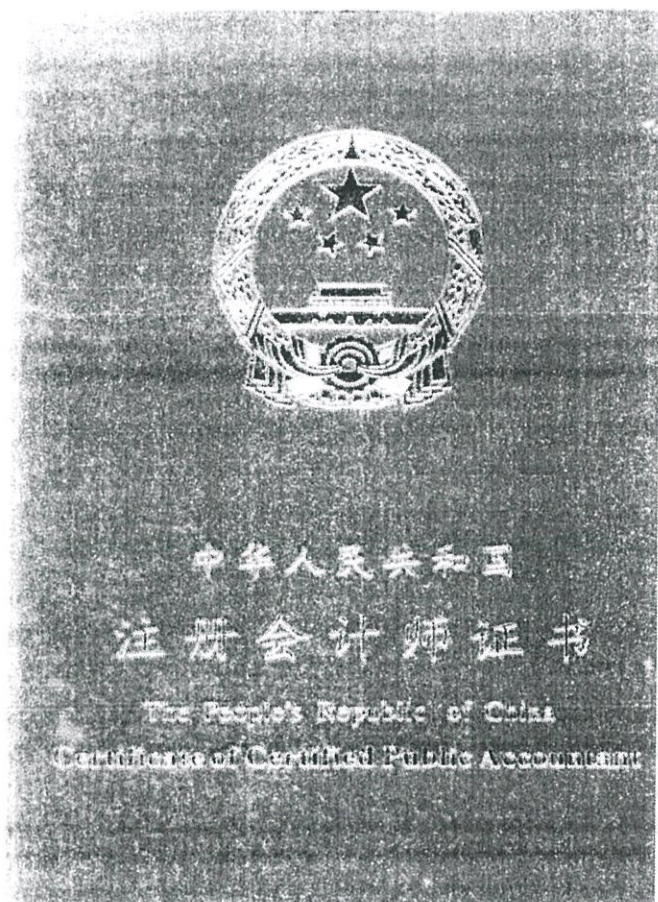 中华人民共和国
注册会计师证书
The People's Republic of China
Certificate of Certified Public Accountant